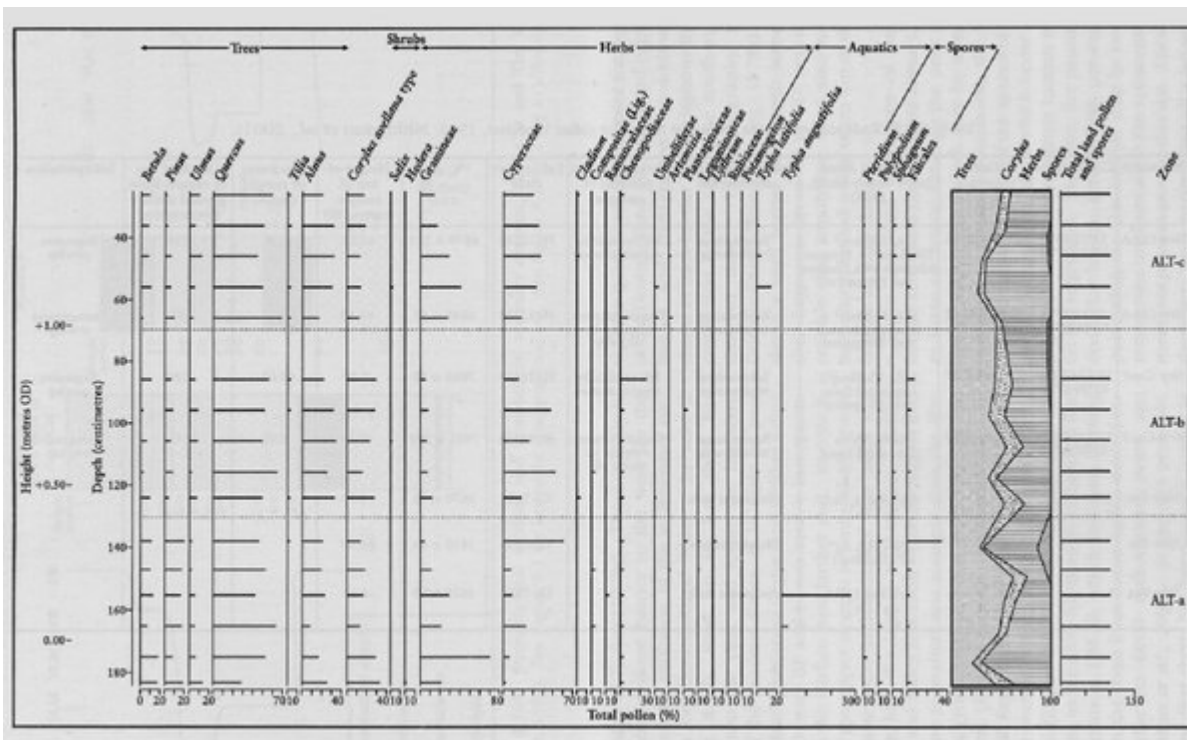 Trees
Shrubs
Herbs
Aquatics
Spores
Betula
Pinus
Ulmus
Quercus
Tilia
Alnus
Corylus avellana type
Salix
Hedera
Gramineae
Cyperaceae
Cladium
Compositae (Lig.)
Ranunculaceae
Chenopodiaceae
Umbelliferae
Artemisia
Plantaginaceae
Leguminosae
Rubiaceae
Potamogeton
Typha latifolia
Typha angustifolia
Pteridium
Polypodium
Sphagnum
Filicales
Trees
Corylus
Herbs
Spores
Total land pollen
and spores
Zone
40
60
80
100
120
140
160
180
+1.00
+0.50
0.00
Height (metres OD)
Depth (centimetres)
ALT-c
ALT-b
ALT-a
0 20 20 20 70 10 40 40 10 10 80 70 10 10 10 30 10 10 10 10 10 10 10 20 300 10 10 10 40 100 150
Total pollen (%)